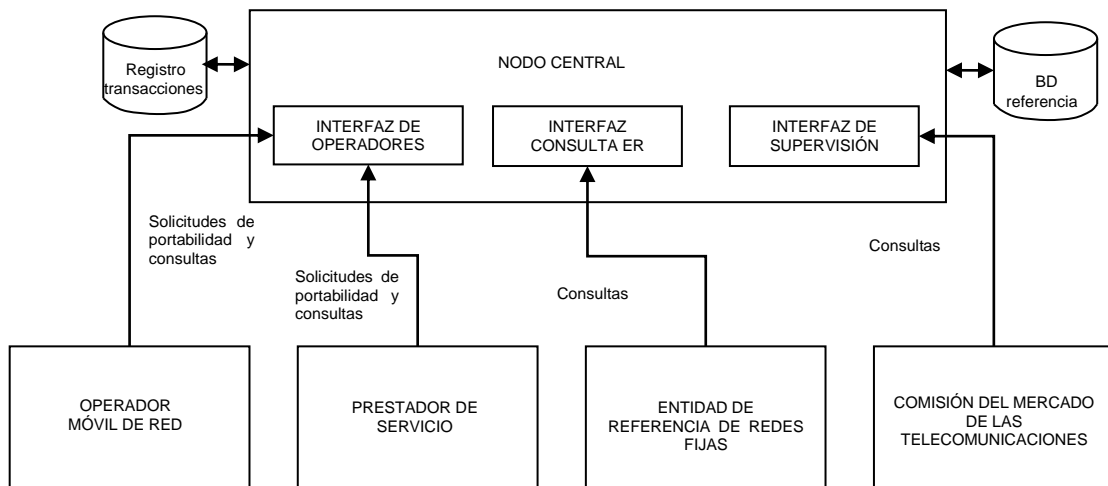 Registro
transacciones
NODO CENTRAL
BD
referencia
INTERFAZ DE
OPERADORES
INTERFAZ
CONSULTA ER
INTERFAZ DE
SUPERVISIÓN
Solicitudes de
portabilidad y
consultas
Solicitudes de
portabilidad y
consultas
Consultas
Consultas
OPERADOR
MÓVIL DE RED
PRESTADOR DE
SERVICIO
ENTIDAD DE
REFERENCIA DE REDES
FIJAS
COMISIÓN DEL MERCADO
DE LAS
TELECOMUNICACIONES